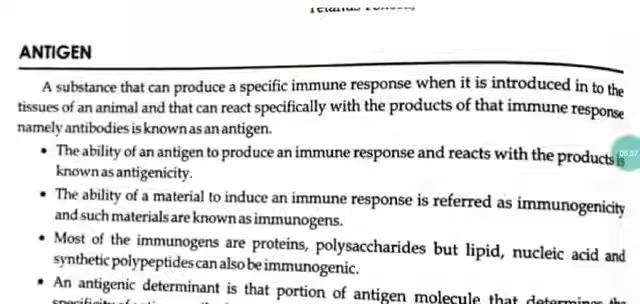 ANTIGEN
A substance that can produce a specific immune response when it is introduced in to the
tissues of an animal and that can react specifically with the products of that immune response
namely antibodies is known as an antigen.
• The ability of an antigen to produce an immune response and reacts with the products is
known as antigenicity.
• The ability of a material to induce an immune response is referred as immunogenicity
and such materials are known as immunogens.
• Most of the immunogens are proteins, polysaccharides but lipid, nucleic acid and
synthetic polypeptides can also be immunogenic.
• An antigenic determinant is that portion of antigen molecule that determines the